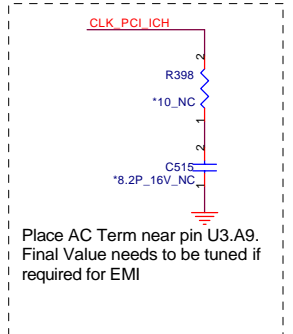 CLK_PCI_ICH
2
R398
*10_NC
1
2
C515
*8.2P_16V_NC
1
Place AC Term near pin U3.A9.
Final Value needs to be tuned if
required for EMI